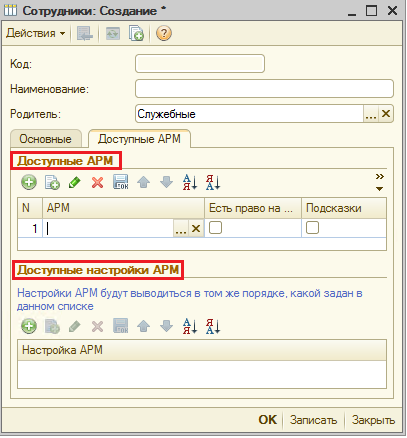 Сотрудники: Создание *
Действия
Код:
Наименование:
Родитель: Служебные ... ×
Основные Доступные АРМ
Доступные АРМ
N АРМ Есть право на ... Подсказки
1 ... ×
Доступные настройки АРМ
Настройки АРМ будут выводиться в том же порядке, какой задан в
данном списке
Настройка АРМ
OK Записать Закрыть